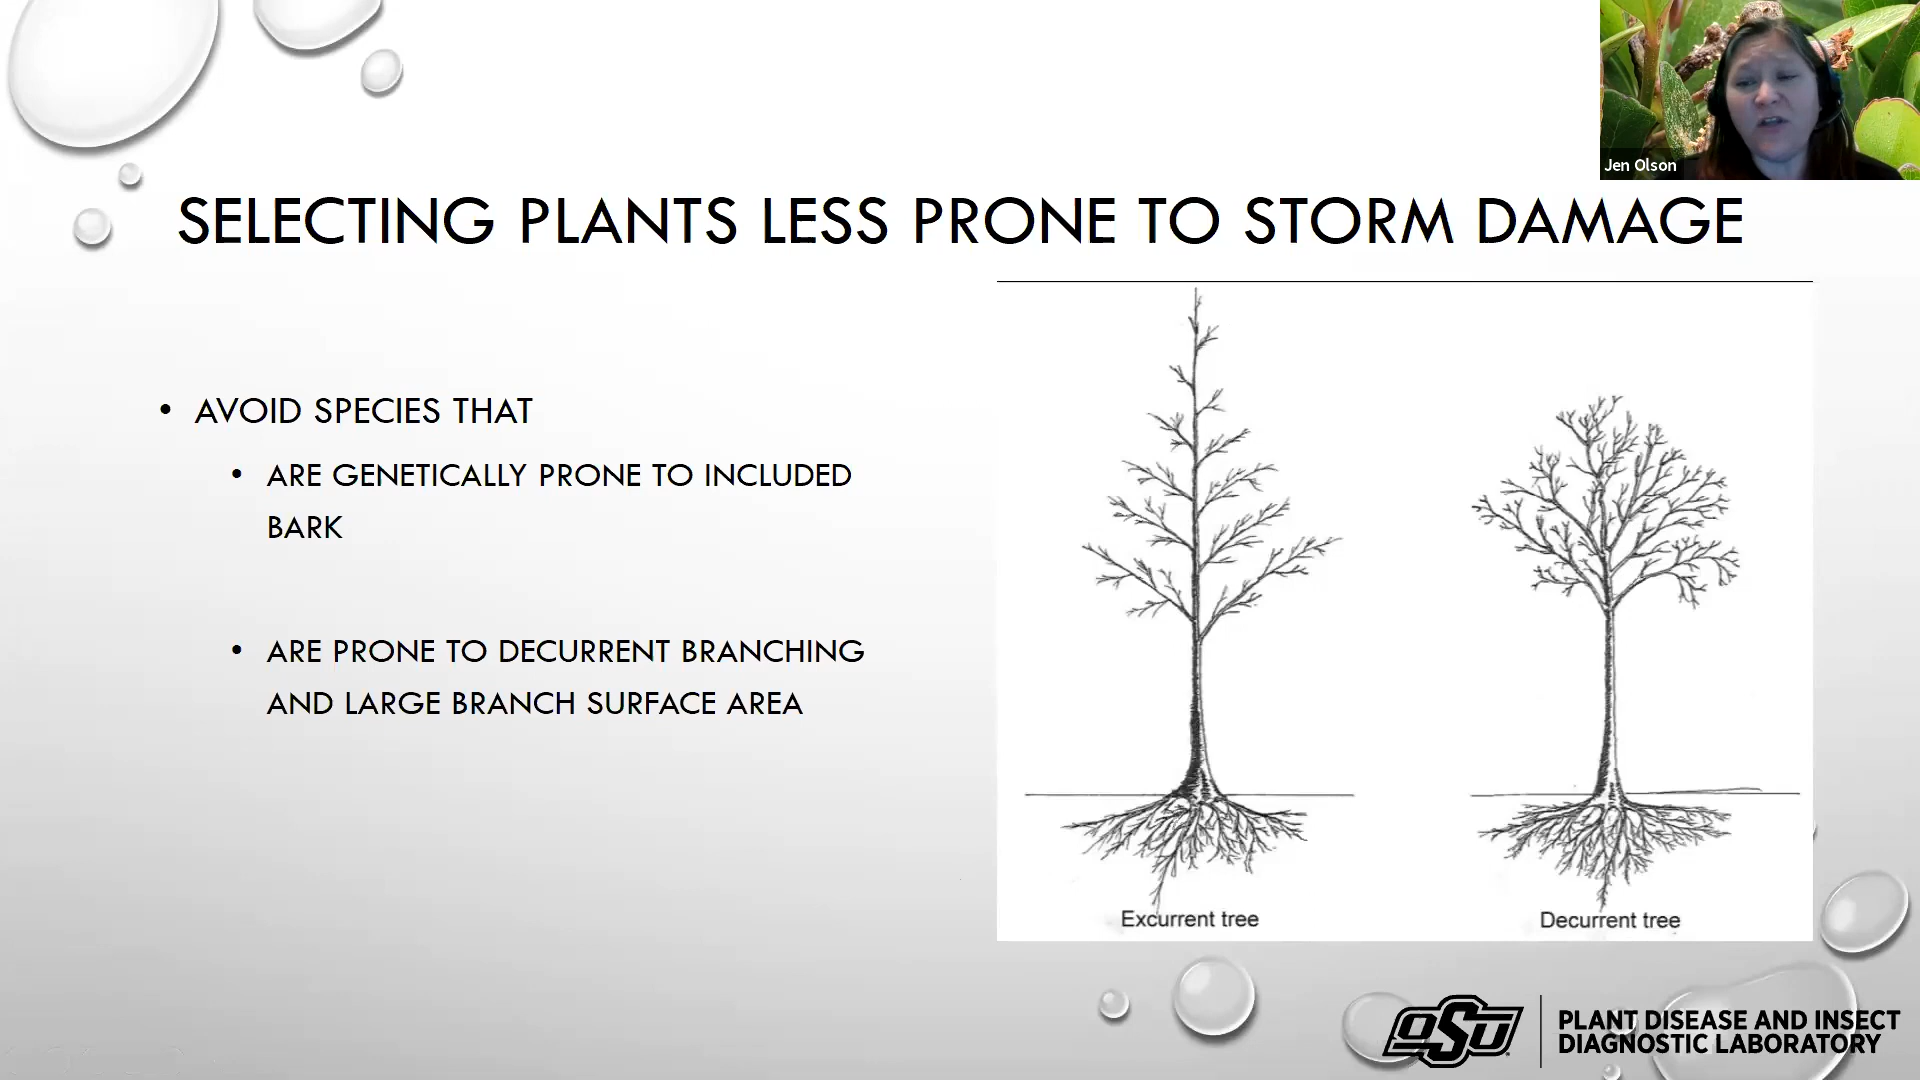 Jen Olson
SELECTING PLANTS LESS PRONE TO STORM DAMAGE
• AVOID SPECIES THAT
• ARE GENETICALLY PRONE TO INCLUDED
BARK
• ARE PRONE TO DECURRENT BRANCHING
AND LARGE BRANCH SURFACE AREA
Excurrent tree
Decurrent tree
OSU
PLANT DISEASE AND INSECT
DIAGNOSTIC LABORATORY